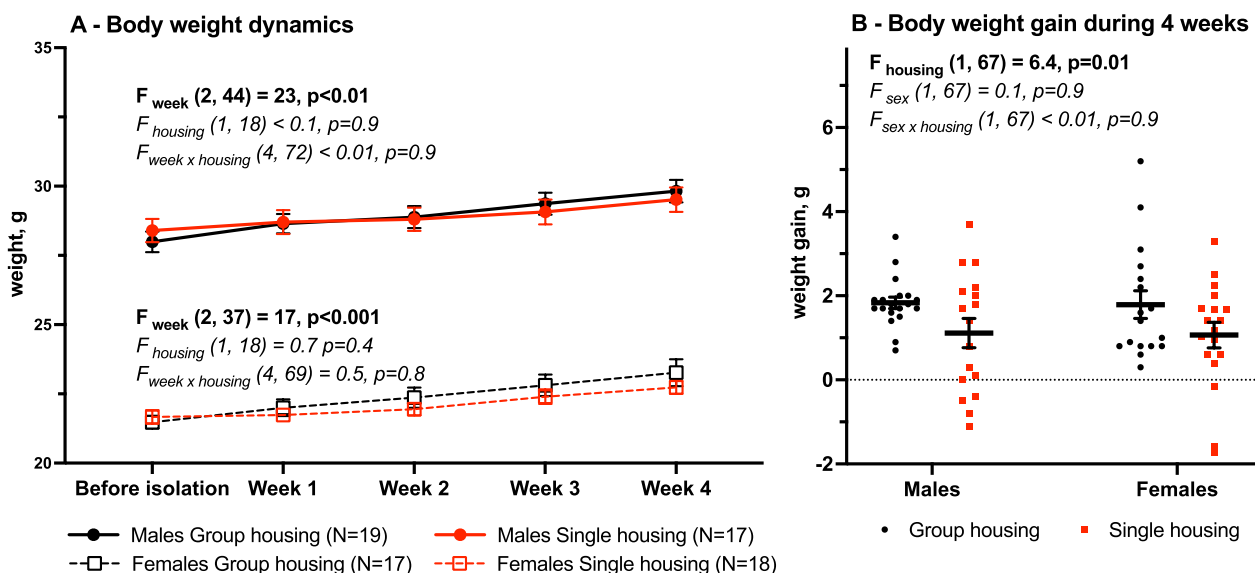 A - Body weight dynamics
35
30
25
20
weight, g
F week (2, 44) = 23, p<0.01
F housing (1, 18) < 0.1, p=0.9
F week x housing (4, 72) < 0.01, p=0.9
F week (2, 37) = 17, p<0.001
F housing (1, 18) = 0.7 p=0.4
F week x housing (4, 69) = 0.5, p=0.8
Before isolation Week 1 Week 2 Week 3 Week 4
Males Group housing (N=19) Males Single housing (N=17)
Females Group housing (N=17) Females Single housing (N=18)
B - Body weight gain during 4 weeks
F housing (1, 67) = 6.4, p=0.01
F sex (1, 67) = 0.1, p=0.9
F sex x housing (1, 67) < 0.01, p=0.9
6
4
2
0
-2
weight gain, g
Males Females
Group housing Single housing